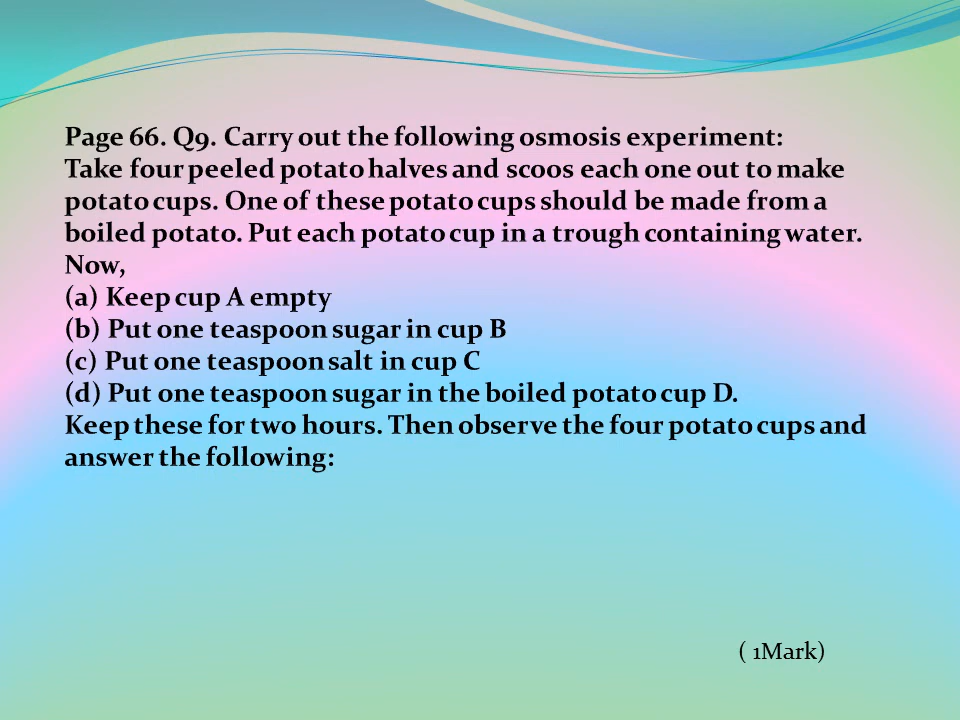 Page 66. Q9. Carry out the following osmosis experiment:
Take four peeled potato halves and scoos each one out to make
potato cups. One of these potato cups should be made from a
boiled potato. Put each potato cup in a trough containing water.
Now,
(a) Keep cup A empty
(b) Put one teaspoon sugar in cup B
(c) Put one teaspoon salt in cup C
(d) Put one teaspoon sugar in the boiled potato cup D.
Keep these for two hours. Then observe the four potato cups and
answer the following:
( 1Mark)